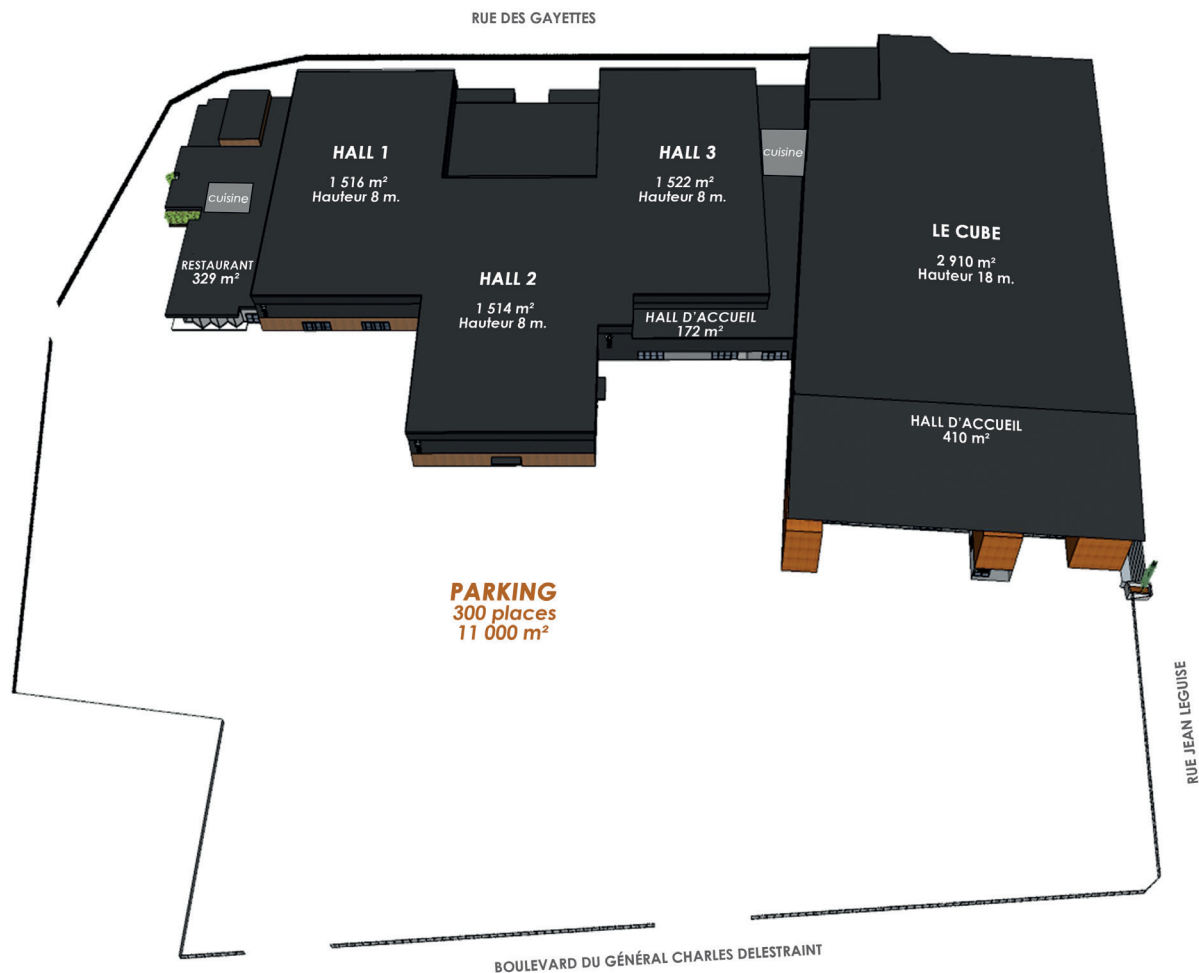 RUE DES GAYETTES
HALL 1
1 516 m²
Hauteur 8 m.
HALL 3
1 522 m²
Hauteur 8 m.
cuisine
cuisine
LE CUBE
2 910 m²
Hauteur 18 m.
RESTAURANT
329 m²
HALL 2
1 514 m²
Hauteur 8 m.
HALL D'ACCUEIL
172 m²
HALL D'ACCUEIL
410 m²
PARKING
300 places
11 000 m²
RUE JEAN LEGUISE
BOULEVARD DU GÉNÉRAL CHARLES DELESTRAINT